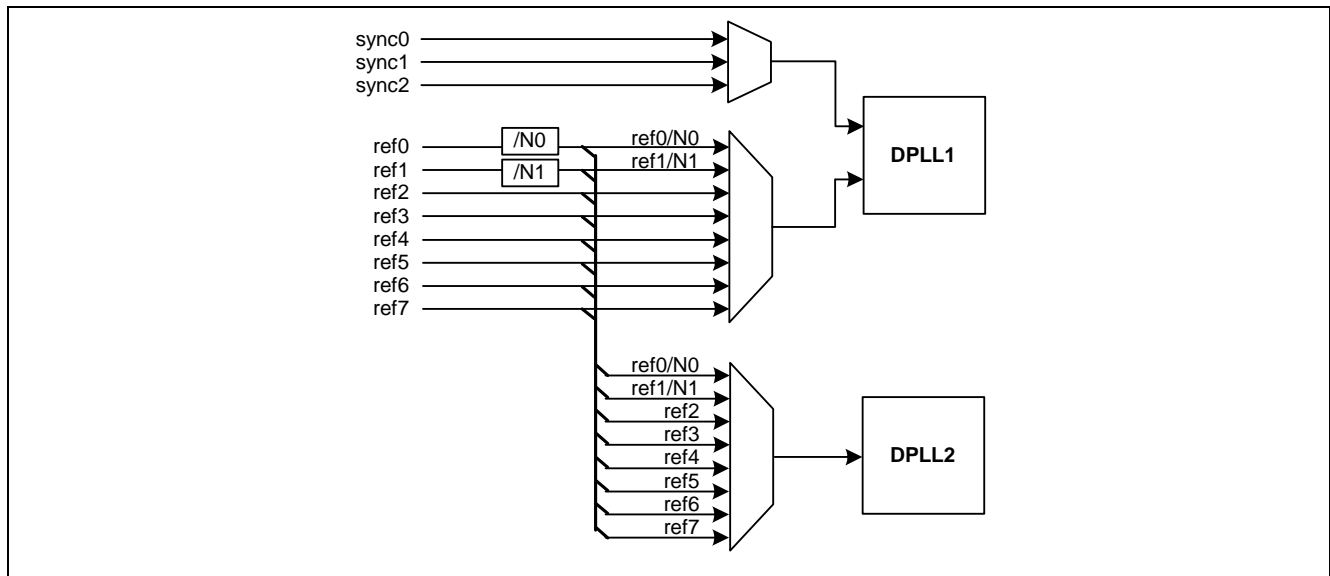 sync0
sync1
sync2
ref0 /N0 ref0/N0
ref1 /N1 ref1/N1
ref2
ref3
ref4
ref5
ref6
ref7
DPLL1
ref0/N0
ref1/N1
ref2
ref3
ref4
ref5
ref6
ref7
DPLL2